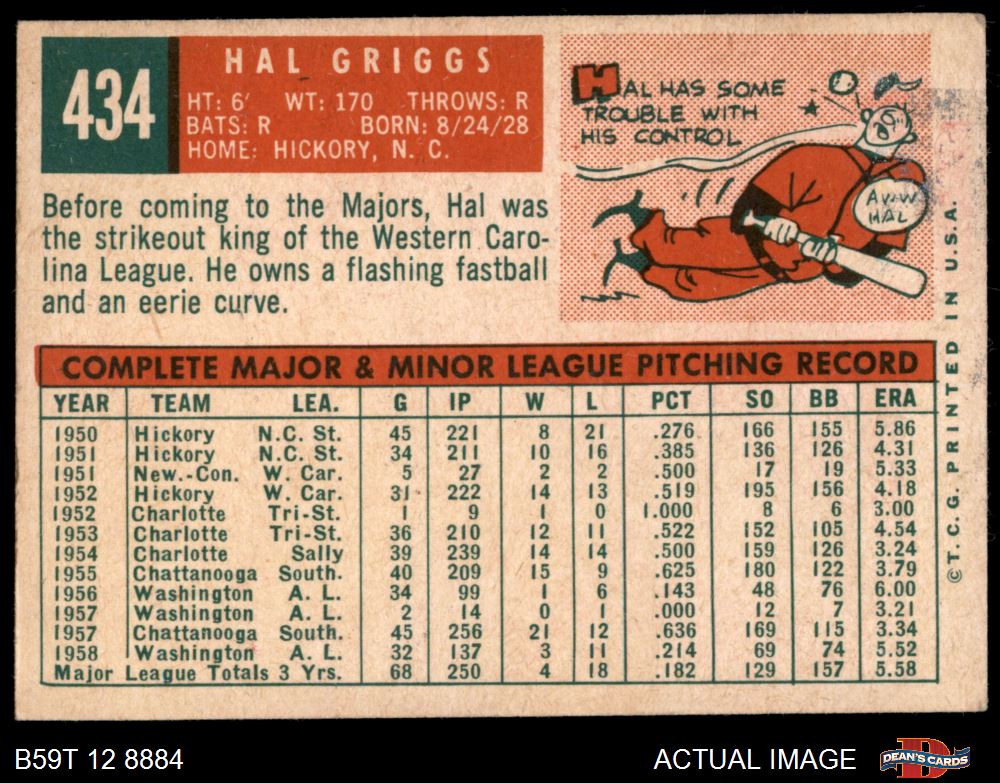 434
HAL GRIGGS
HT: 6' WT: 170 THROWS: R
BATS: R BORN: 8/24/28
HOME: HICKORY, N. C.
HAL HAS SOME
TROUBLE WITH
HIS CONTROL
AWW
HAL
Before coming to the Majors, Hal was
the strikeout king of the Western Caro-
lina League. He owns a flashing fastball
and an eerie curve.
COMPLETE MAJOR & MINOR LEAGUE PITCHING RECORD
YEAR TEAM LEA. G IP W L PCT SO BB ERA
1950 Hickory N.C. St. 45 221 8 21 .276 166 155 5.86
1951 Hickory N.C. St. 34 211 10 16 .385 136 126 4.31
1951 New.-Con. W. Car. 5 27 2 2 .500 17 19 5.33
1952 Hickory W. Car. 31 222 14 13 .519 195 156 4.18
1952 Charlotte Tri-St. 1 9 1 0 1.000 8 6 3.00
1953 Charlotte Tri-St. 36 210 12 11 .522 152 105 4.54
1954 Charlotte Sally 39 239 14 14 .500 159 126 3.24
1955 Chattanooga South. 40 209 15 9 .625 180 122 3.79
1956 Washington A. L. 34 99 1 6 .143 48 76 6.00
1957 Washington A. L. 2 14 0 1 .000 12 7 3.21
1957 Chattanooga South. 45 256 21 12 .636 169 115 3.34
1958 Washington A. L. 32 137 3 11 .214 69 74 5.52
Major League Totals 3 Yrs. 68 250 4 18 .182 129 157 5.58
© T. C. G. PRINTED IN U.S.A.
B59T 12 8884
ACTUAL IMAGE
DEAN'S CARDS